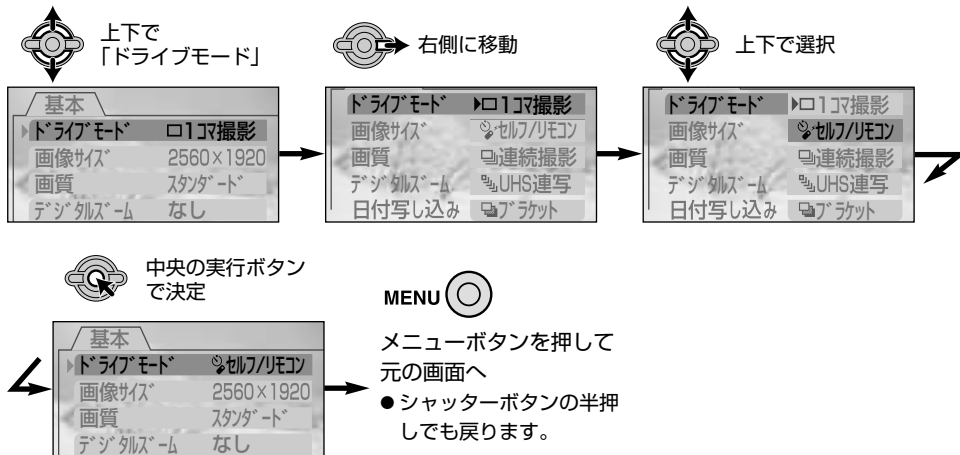 上下で
「ドライブモード」
基本
ドライブモード 1コマ撮影
画像サイズ 2560×1920
画質 スタンダード
デジタルズーム なし
右側に移動
ドライブモード 1コマ撮影
画像サイズ セルフ/リモコン
画質 連続撮影
デジタルズーム UHS連写
日付写し込み ブラケット
上下で選択
ドライブモード 1コマ撮影
画像サイズ セルフ/リモコン
画質 連続撮影
デジタルズーム UHS連写
日付写し込み ブラケット
中央の実行ボタン
で決定
基本
ドライブモード セルフ/リモコン
画像サイズ 2560×1920
画質 スタンダード
デジタルズーム なし
MENU
メニューボタンを押して
元の画面へ
●シャッターボタンの半押
しでも戻ります。